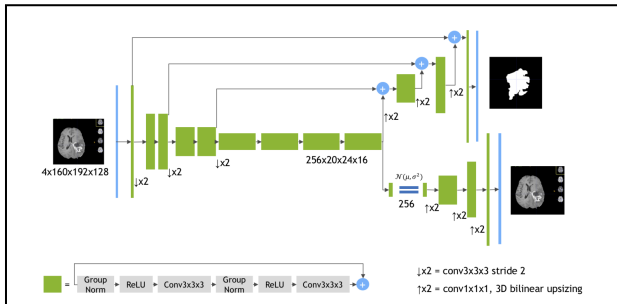 4x160x192x128
↓x2
↓x2
↓x2
256x20x24x16
+
↑x2
+
↑x2
+
↑x2
𝒩(μ, σ²)
256
↑x2
↑x2
↑x2
= Group Norm ReLU Conv3x3x3 Group Norm ReLU Conv3x3x3 +
↓x2 = conv3x3x3 stride 2
↑x2 = conv1x1x1, 3D bilinear upsizing